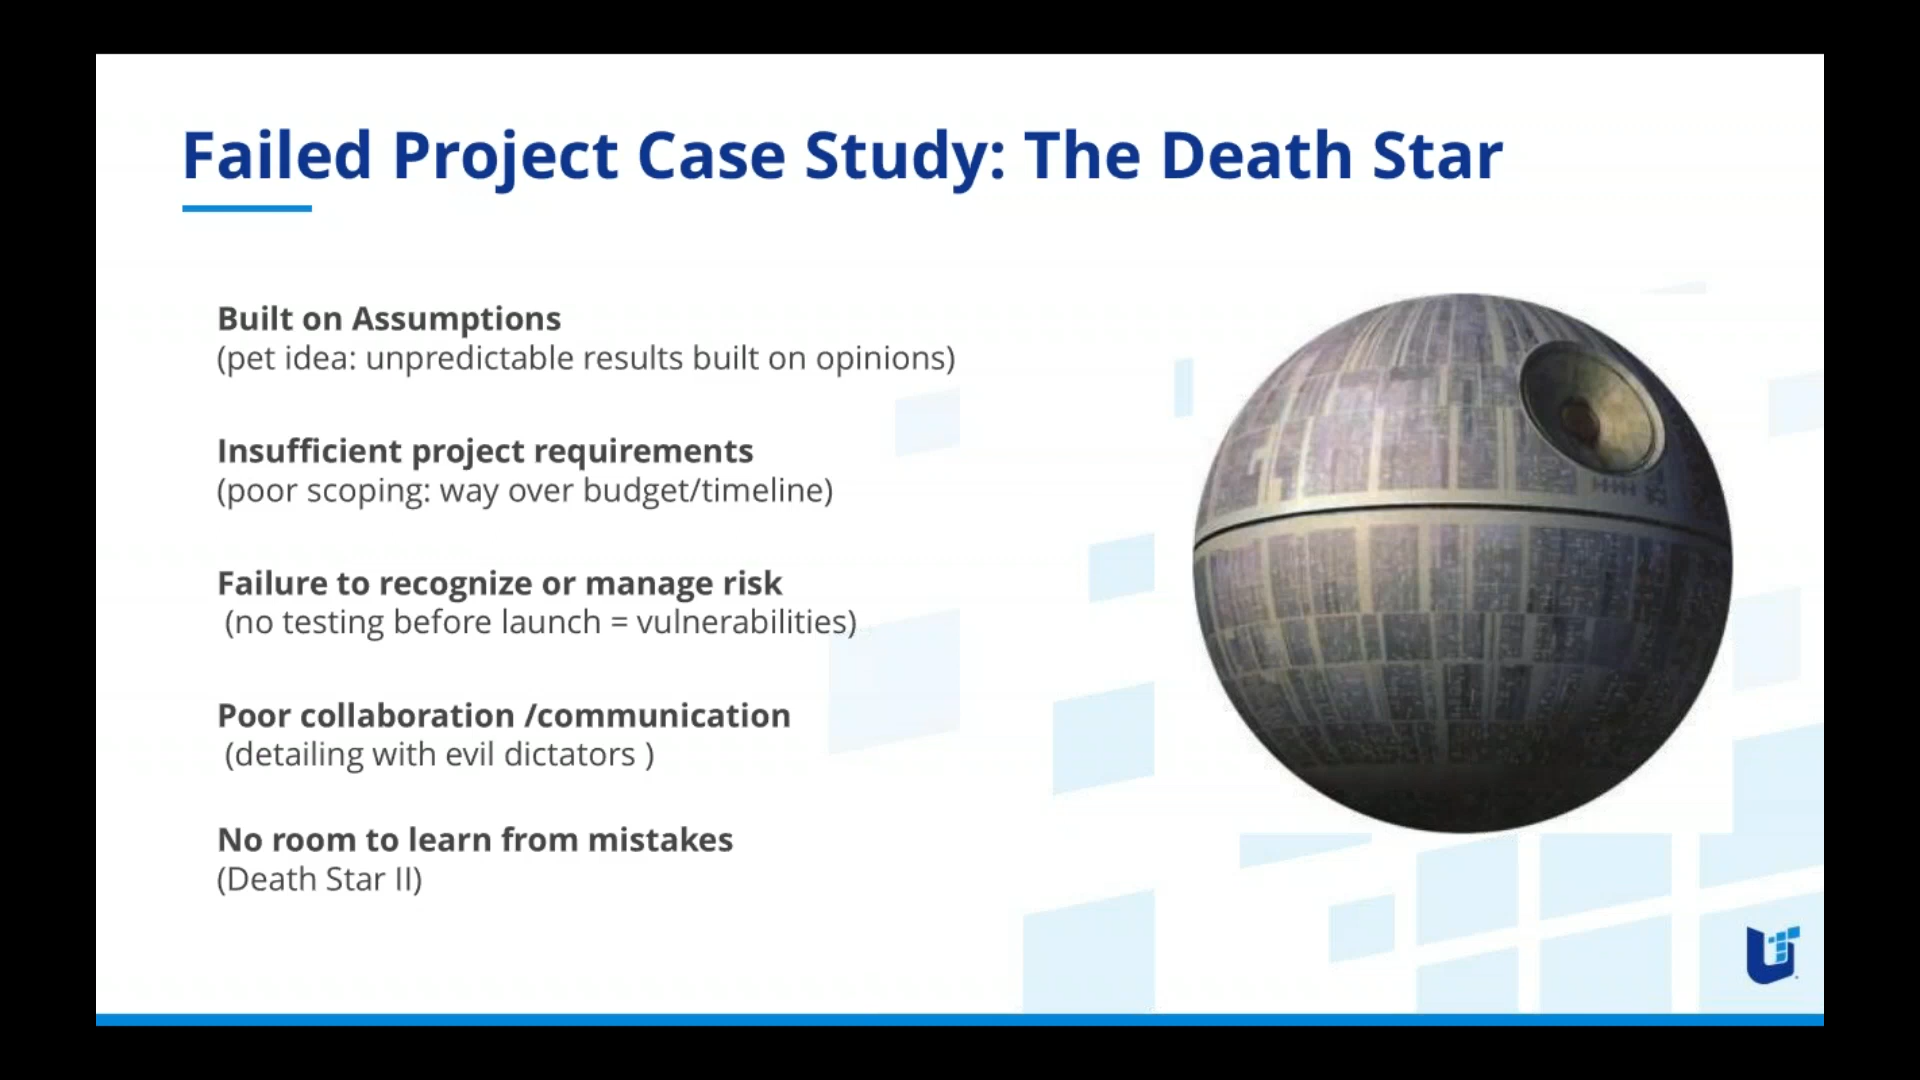 Failed Project Case Study: The Death Star
Built on Assumptions
(pet idea: unpredictable results built on opinions)
Insufficient project requirements
(poor scoping: way over budget/timeline)
Failure to recognize or manage risk
(no testing before launch = vulnerabilities)
Poor collaboration /communication
(detailing with evil dictators )
No room to learn from mistakes
(Death Star II)